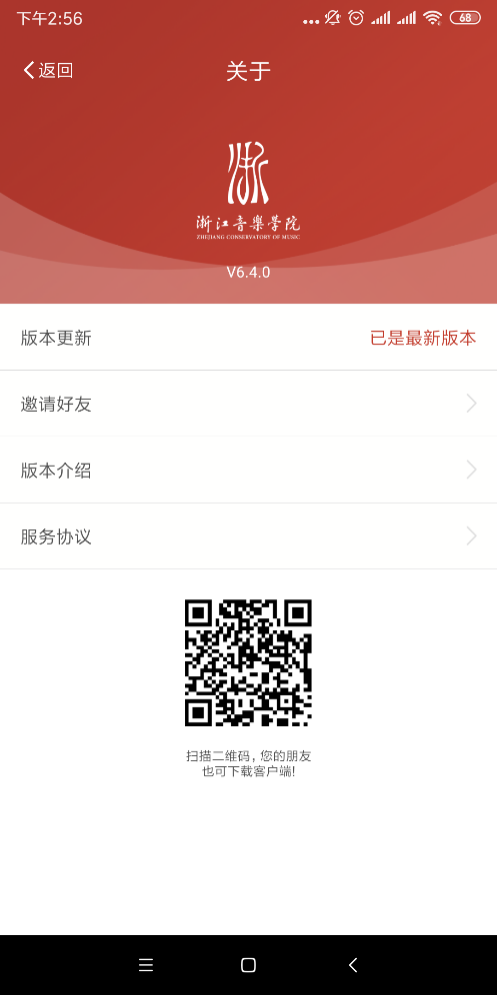 下午2:56
68
返回
关于
浙
浙江音樂学院
ZHEJIANG CONSERVATORY OF MUSIC
V6.4.0
版本更新
已是最新版本
邀请好友
版本介绍
服务协议
扫描二维码，您的朋友
也可下载客户端!